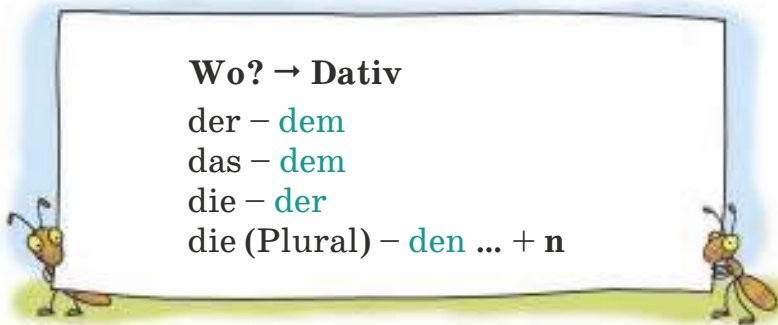 Wo? → Dativ
der – dem
das – dem
die – der
die (Plural) – den ... + n